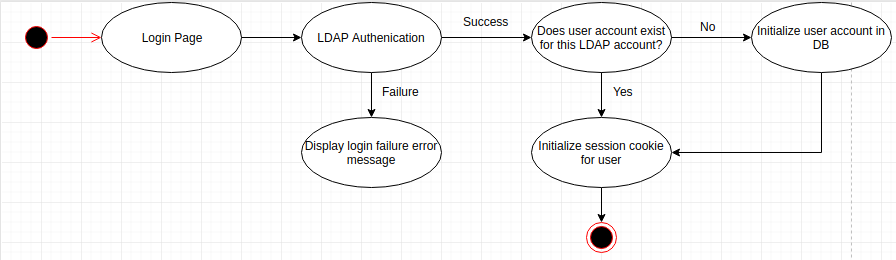 Login Page
LDAP Authenication
Success
Does user account exist
for this LDAP account?
No
Initialize user account in
DB
Failure
Yes
Display login failure error
message
Initialize session cookie
for user